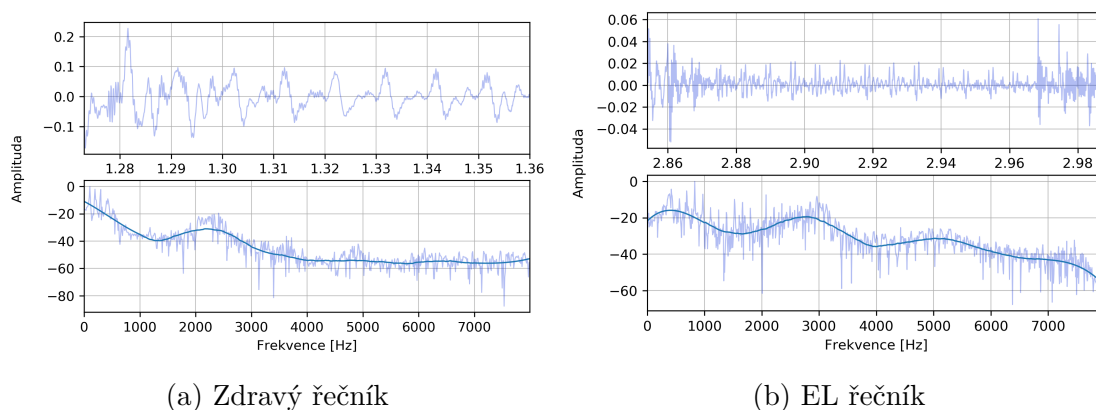 Amplituda
0.2
0.1
0.0
−0.1
1.28 1.29 1.30 1.31 1.32 1.33 1.34 1.35 1.36
0
−20
−40
−60
−80
0 1000 2000 3000 4000 5000 6000 7000
Frekvence [Hz]
(a) Zdravý řečník
Amplituda
0.06
0.04
0.02
0.00
−0.02
−0.04
2.86 2.88 2.90 2.92 2.94 2.96 2.98
0
−20
−40
−60
0 1000 2000 3000 4000 5000 6000 7000
Frekvence [Hz]
(b) EL řečník